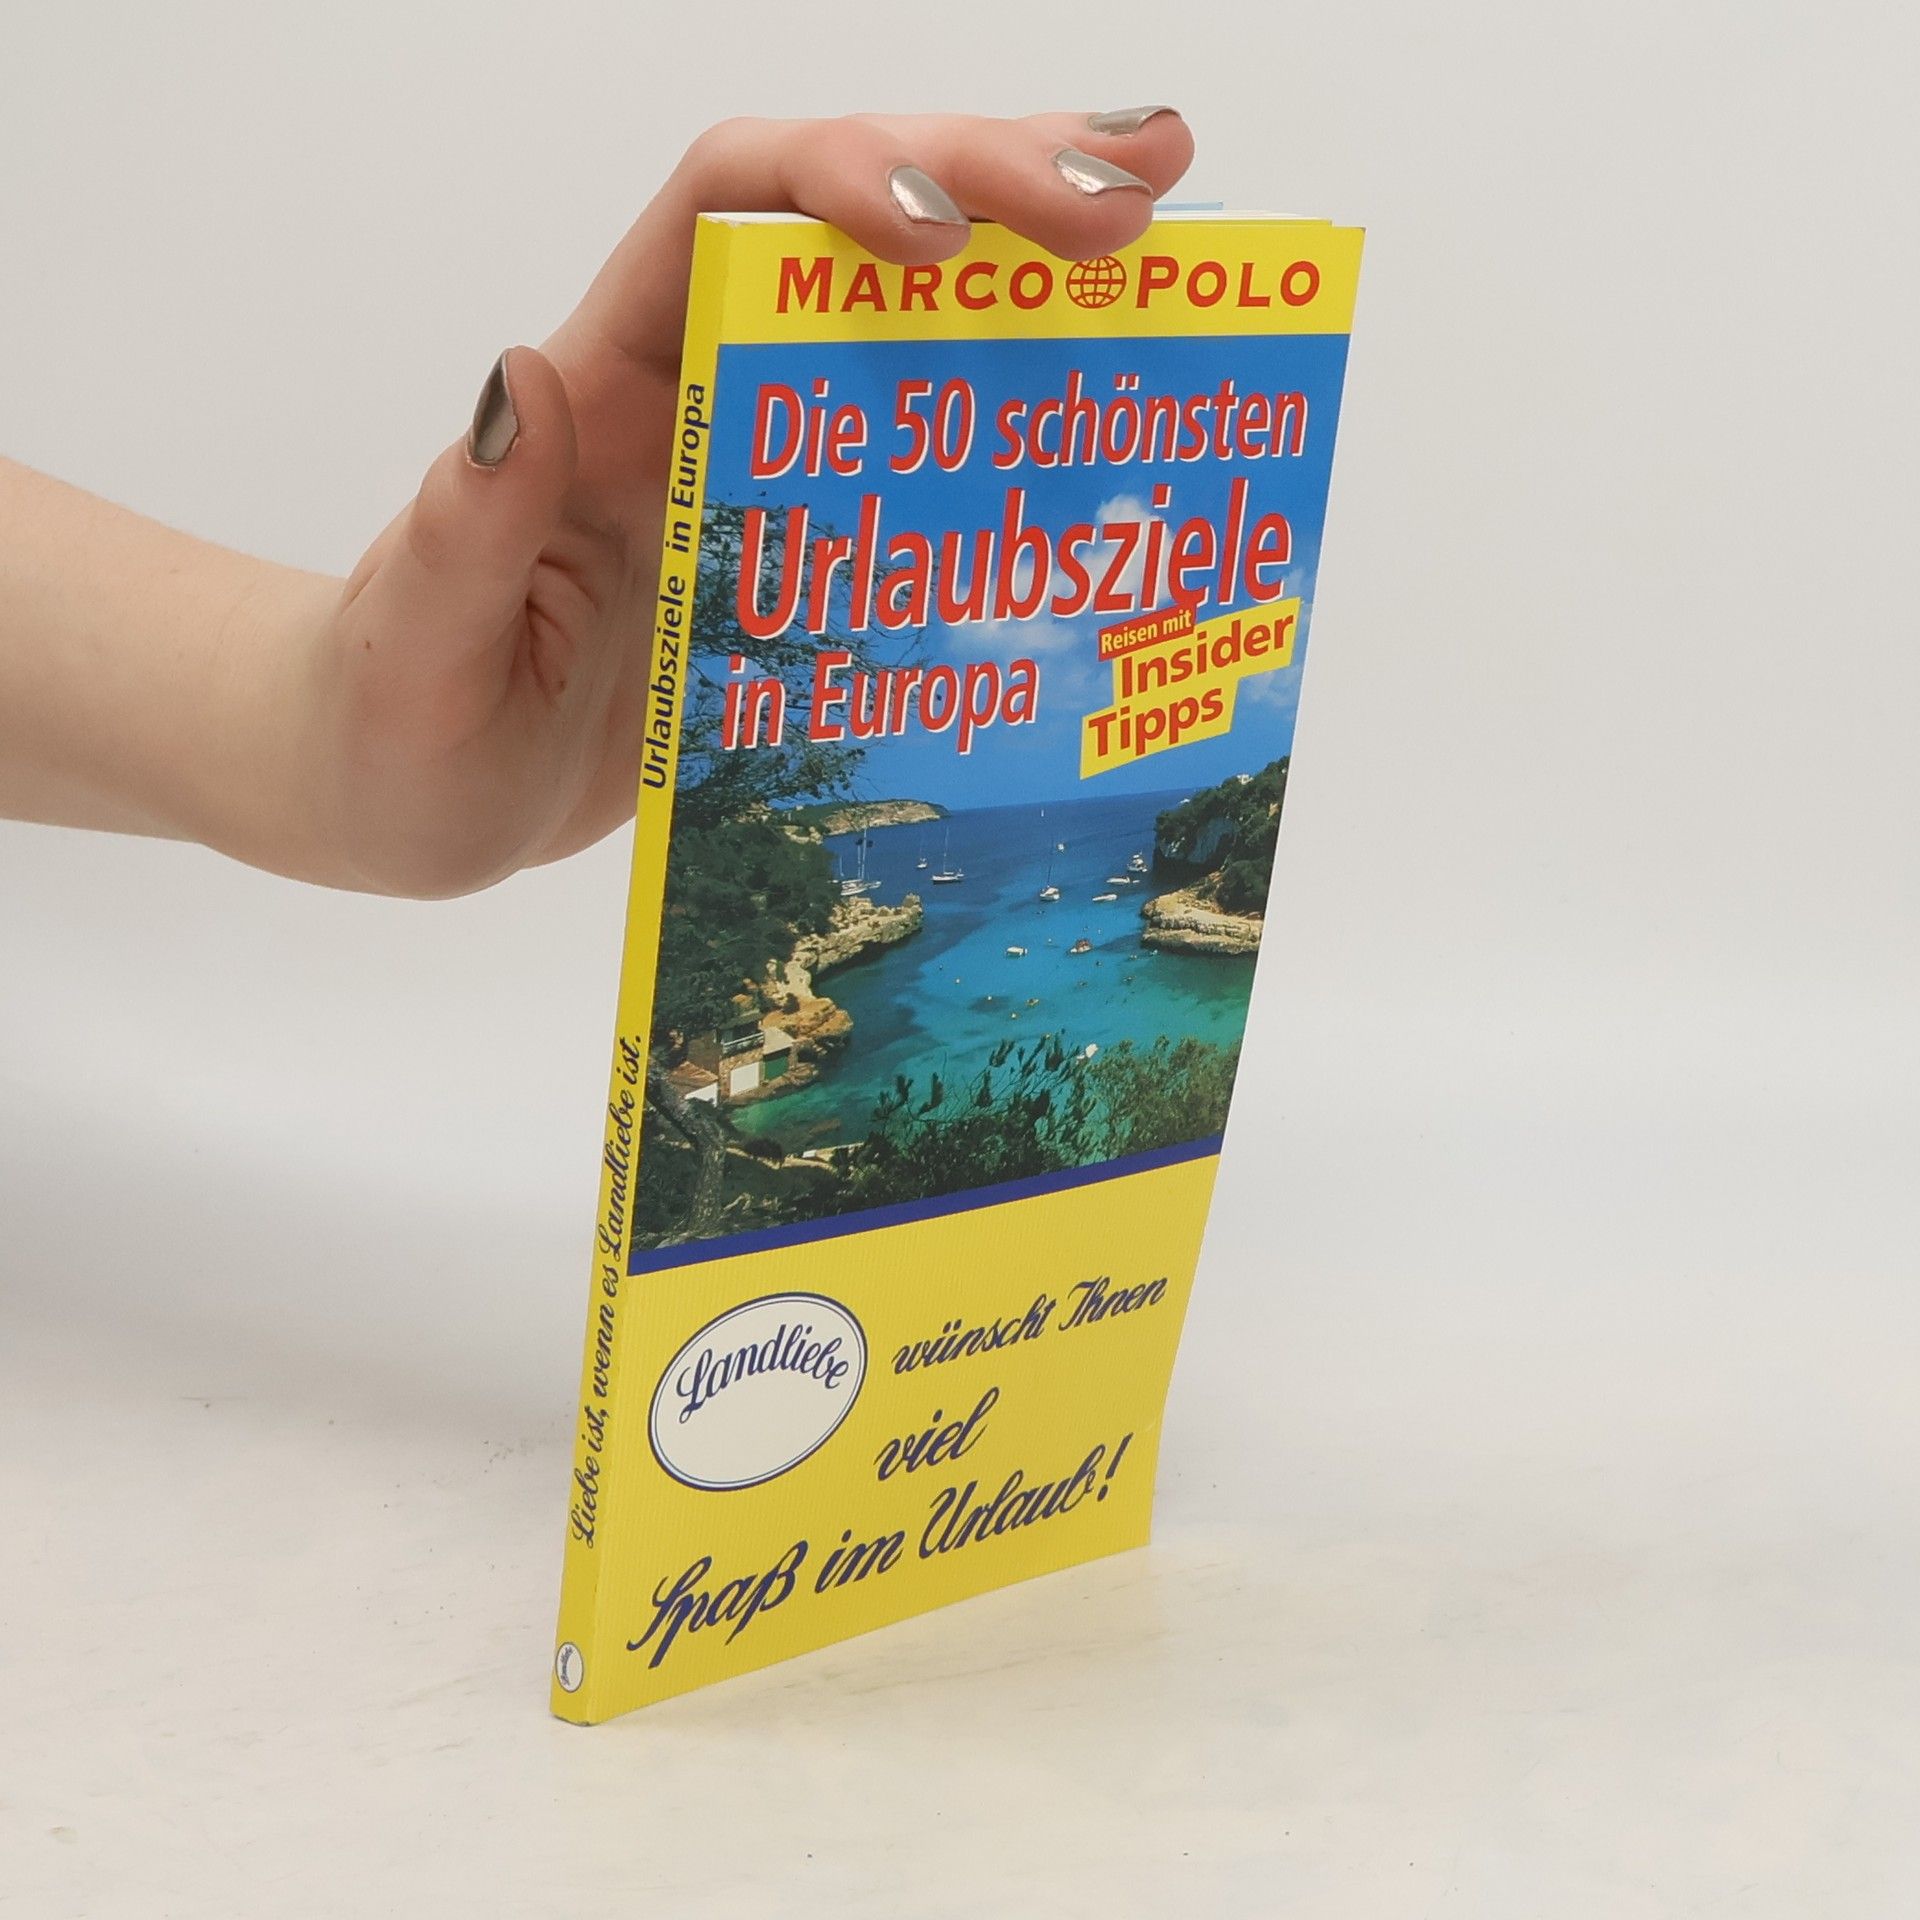 MARCO POLO
Die 50 schönsten
Urlaubsziele
in Europa
Reisen mit
Insider
Tipps
Landliebe
wünscht Ihnen
viel
Spaß im Urlaub!
Urlaubsziele in Europa
Liebe ist, wenn es Landliebe ist.
Landliebe